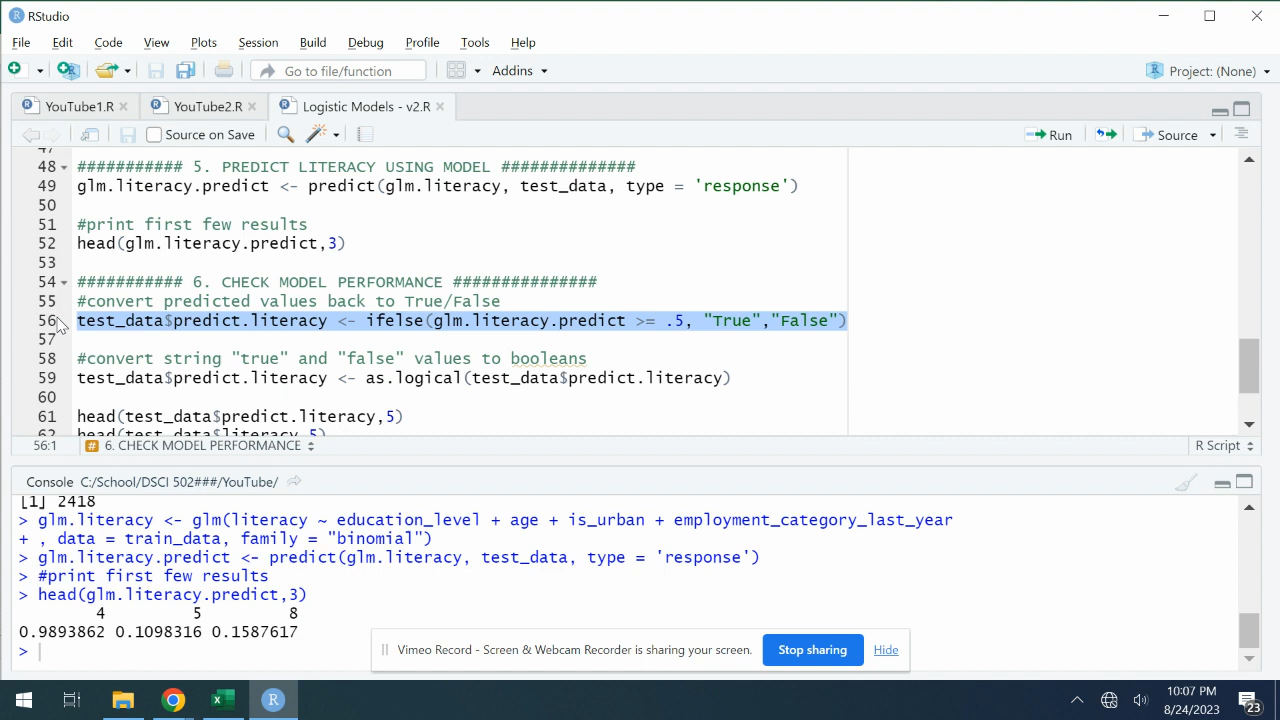 RStudio
File Edit Code View Plots Session Build Debug Profile Tools Help
Go to file/function Addins Project: (None)
YouTube1.R YouTube2.R Logistic Models - v2.R
Source on Save Run Source
47
48 ########### 5. PREDICT LITERACY USING MODEL ##############
49 glm.literacy.predict <- predict(glm.literacy, test_data, type = 'response')
50
51 #print first few results
52 head(glm.literacy.predict,3)
53
54 ########### 6. CHECK MODEL PERFORMANCE ###############
55 #convert predicted values back to True/False
56 test_data$predict.literacy <- ifelse(glm.literacy.predict >= .5, "True","False")
57
58 #convert string "true" and "false" values to booleans
59 test_data$predict.literacy <- as.logical(test_data$predict.literacy)
60
61 head(test_data$predict.literacy,5)
62 head(test_data$literacy,5)
56:1 # 6. CHECK MODEL PERFORMANCE R Script
Console C:/School/DSCI 502###/YouTube/
[1] 2418
> glm.literacy <- glm(literacy ~ education_level + age + is_urban + employment_category_last_year
+ , data = train_data, family = "binomial")
> glm.literacy.predict <- predict(glm.literacy, test_data, type = 'response')
> #print first few results
> head(glm.literacy.predict,3)
4 5 8
0.9893862 0.1098316 0.1587617
>
Vimeo Record - Screen & Webcam Recorder is sharing your screen. Stop sharing Hide
10:07 PM
8/24/2023
23